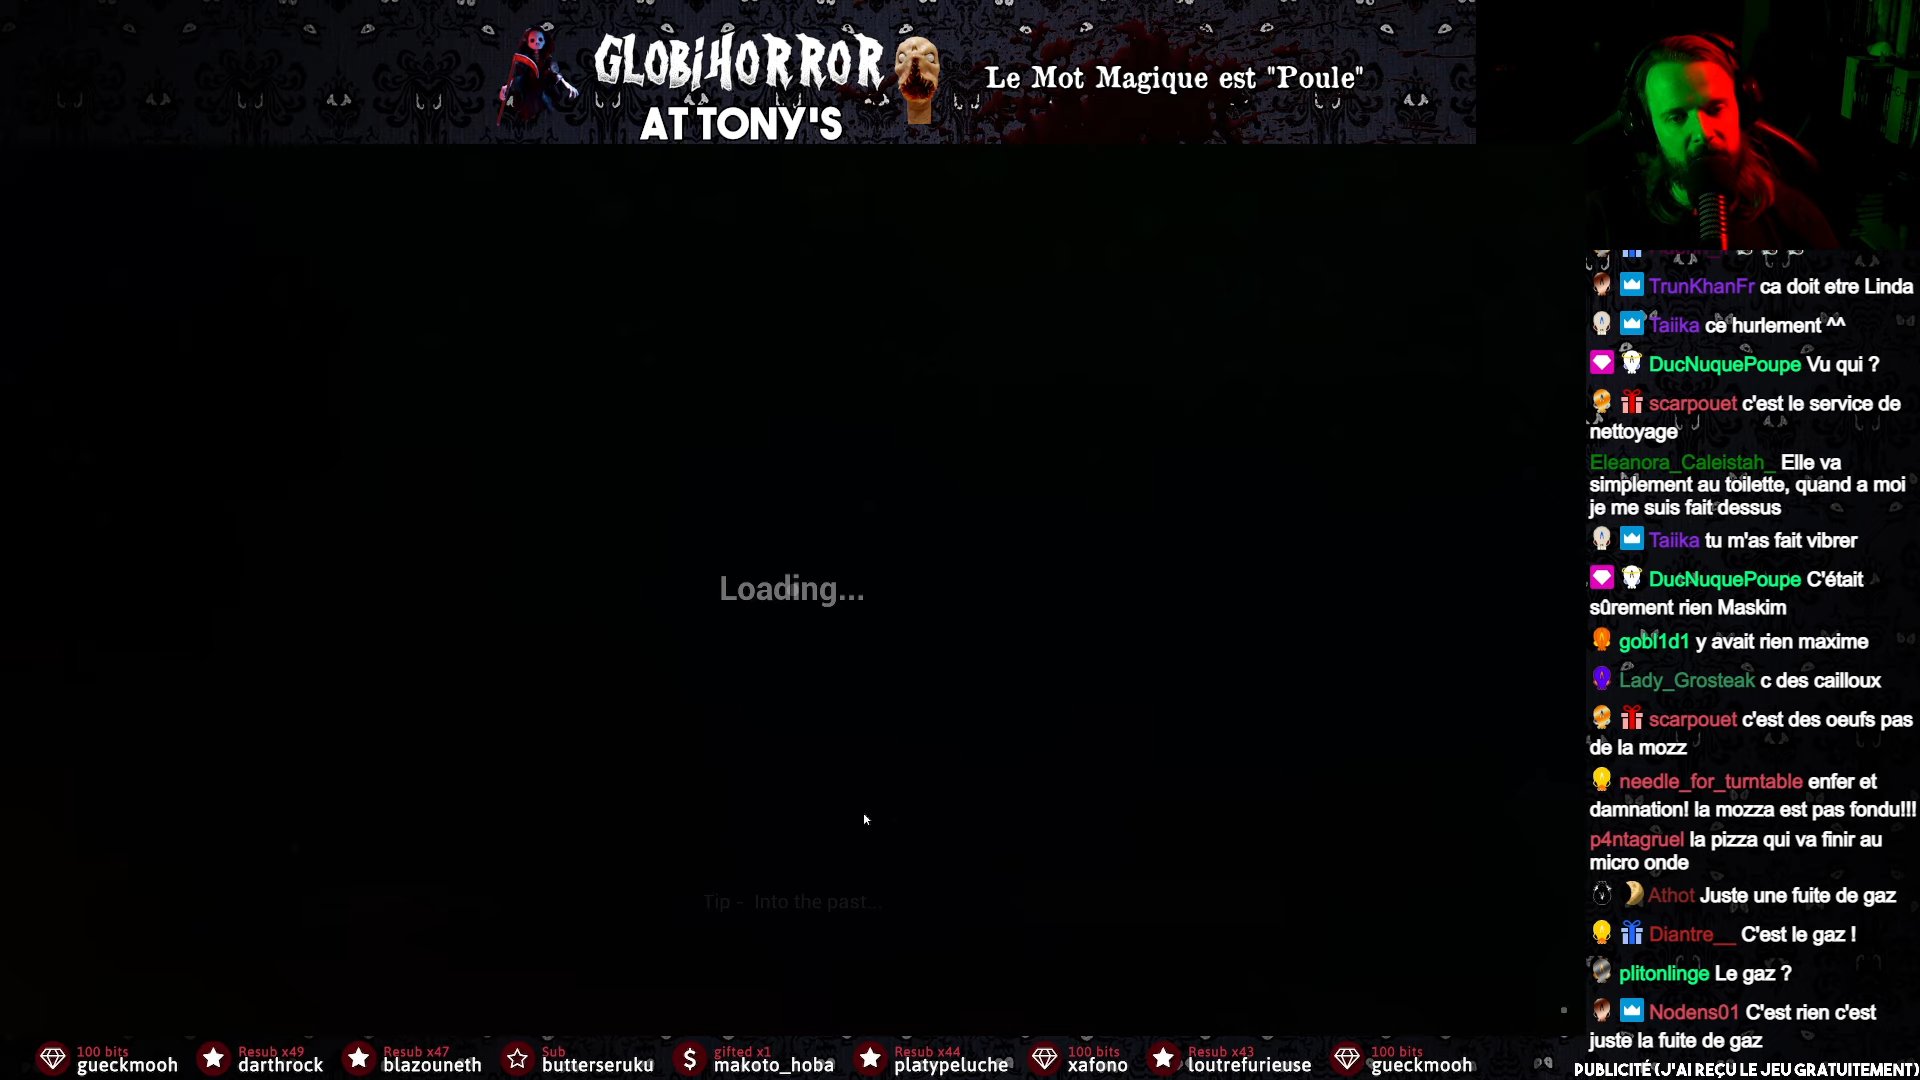 GLOBIHORROR
AT TONY'S
Le Mot Magique est "Poule"
TrunKhanFr ca doit etre Linda
Taiika ce hurlement ^^
DucNuquePoupe Vu qui ?
scarpouet c'est le service de
nettoyage
Eleanora_Caleistah_ Elle va
simplement au toilette, quand a moi
je me suis fait dessus
Taiika tu m'as fait vibrer
DucNuquePoupe C'était
sûrement rien Maskim
gobl1d1 y avait rien maxime
Lady_Grosteak c des cailloux
scarpouet c'est des oeufs pas
de la mozz
needle_for_turntable enfer et
damnation! la mozza est pas fondu!!!
p4ntagruel la pizza qui va finir au
micro onde
Athot Juste une fuite de gaz
Diantre__ C'est le gaz !
plitonlinge Le gaz ?
Nodens01 C'est rien c'est
juste la fuite de gaz
Loading...
Tip - Into the past...
100 bits
gueckmooh
Resub x49
darthrock
Resub x47
blazouneth
Sub
butterseruku
gifted x1
makoto_hoba
Resub x44
platypeluche
100 bits
xafono
Resub x43
loutrefurieuse
100 bits
gueckmooh
PUBLICITÉ (J'AI REÇU LE JEU GRATUITEMENT)